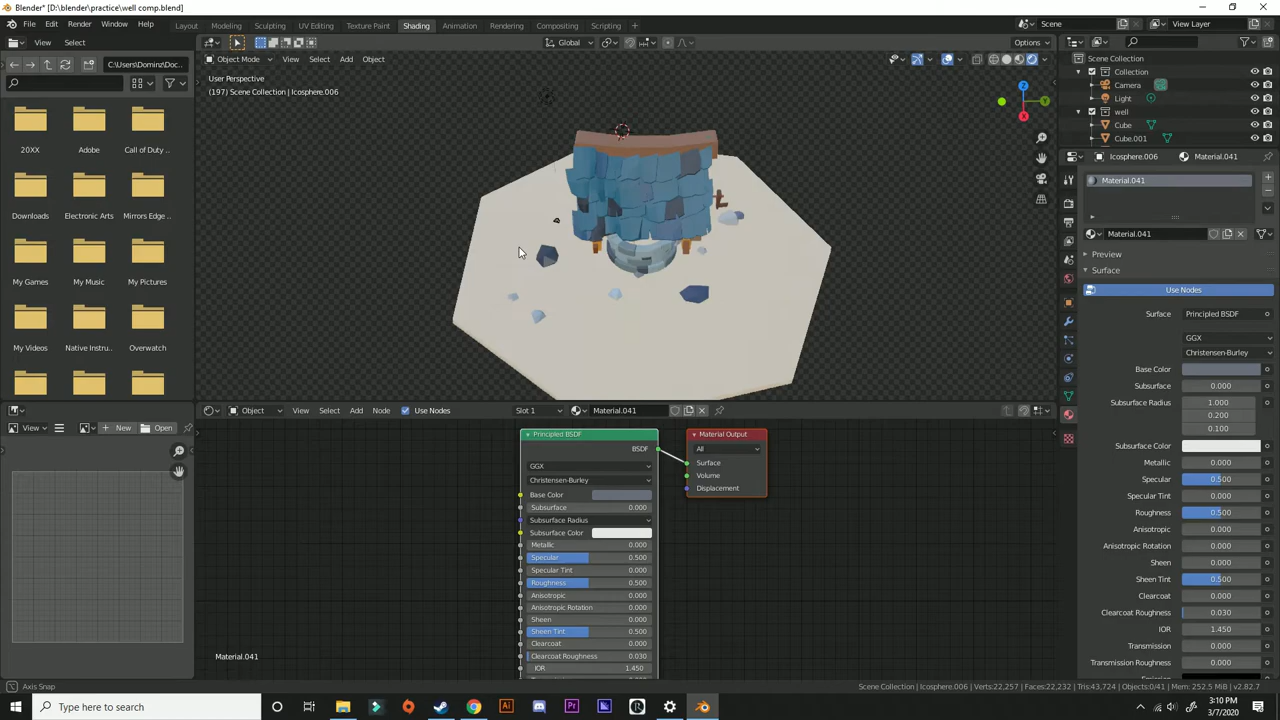 Blender* [D:\blender\practice\well comp.blend]
File Edit Render Window Help
Layout Modeling Sculpting UV Editing Texture Paint Shading Animation Rendering Compositing Scripting
Scene
View Layer
View Select
Global
Options
C:\Users\Dominz\Doc...
Object Mode View Select Add Object
User Perspective
(197) Scene Collection | Icosphere.006
20XX Adobe Call of Duty ...
Downloads Electronic Arts Mirrors Edge ...
My Games My Music My Pictures
My Videos Native Instru... Overwatch
Z
Y
X
Scene Collection
Collection
Camera
Light
well
Cube
Cube.001
Icosphere.006 Material.041
Material.041
Material.041
Preview
Surface
Use Nodes
Surface Principled BSDF
GGX
Christensen-Burley
Base Color
Subsurface 0.000
Subsurface Radius 1.000
0.200
0.100
Subsurface Color
Metallic 0.000
Specular 0.500
Specular Tint 0.000
Roughness 0.500
Anisotropic 0.000
Anisotropic Rotation 0.000
Sheen 0.000
Sheen Tint 0.500
Clearcoat 0.000
Clearcoat Roughness 0.030
IOR 1.450
Transmission 0.000
Transmission Roughness 0.000
View New Open
Object View Select Add Node Use Nodes Slot 1 Material.041
Principled BSDF
BSDF
GGX
Christensen-Burley
Base Color
Subsurface 0.000
Subsurface Radius
Subsurface Color
Metallic 0.000
Specular 0.500
Specular Tint 0.000
Roughness 0.500
Anisotropic 0.000
Anisotropic Rotation 0.000
Sheen 0.000
Sheen Tint 0.500
Clearcoat 0.000
Clearcoat Roughness 0.030
IOR 1.450
Material Output
All
Surface
Volume
Displacement
Material.041
Axis Snap
Scene Collection | Verts:22,257 | Faces:22,232 | Tris:43,724 | Objects:0/41 | Mem: 252.5 MiB | v2.82.7
Type here to search
3:10 PM
3/7/2020